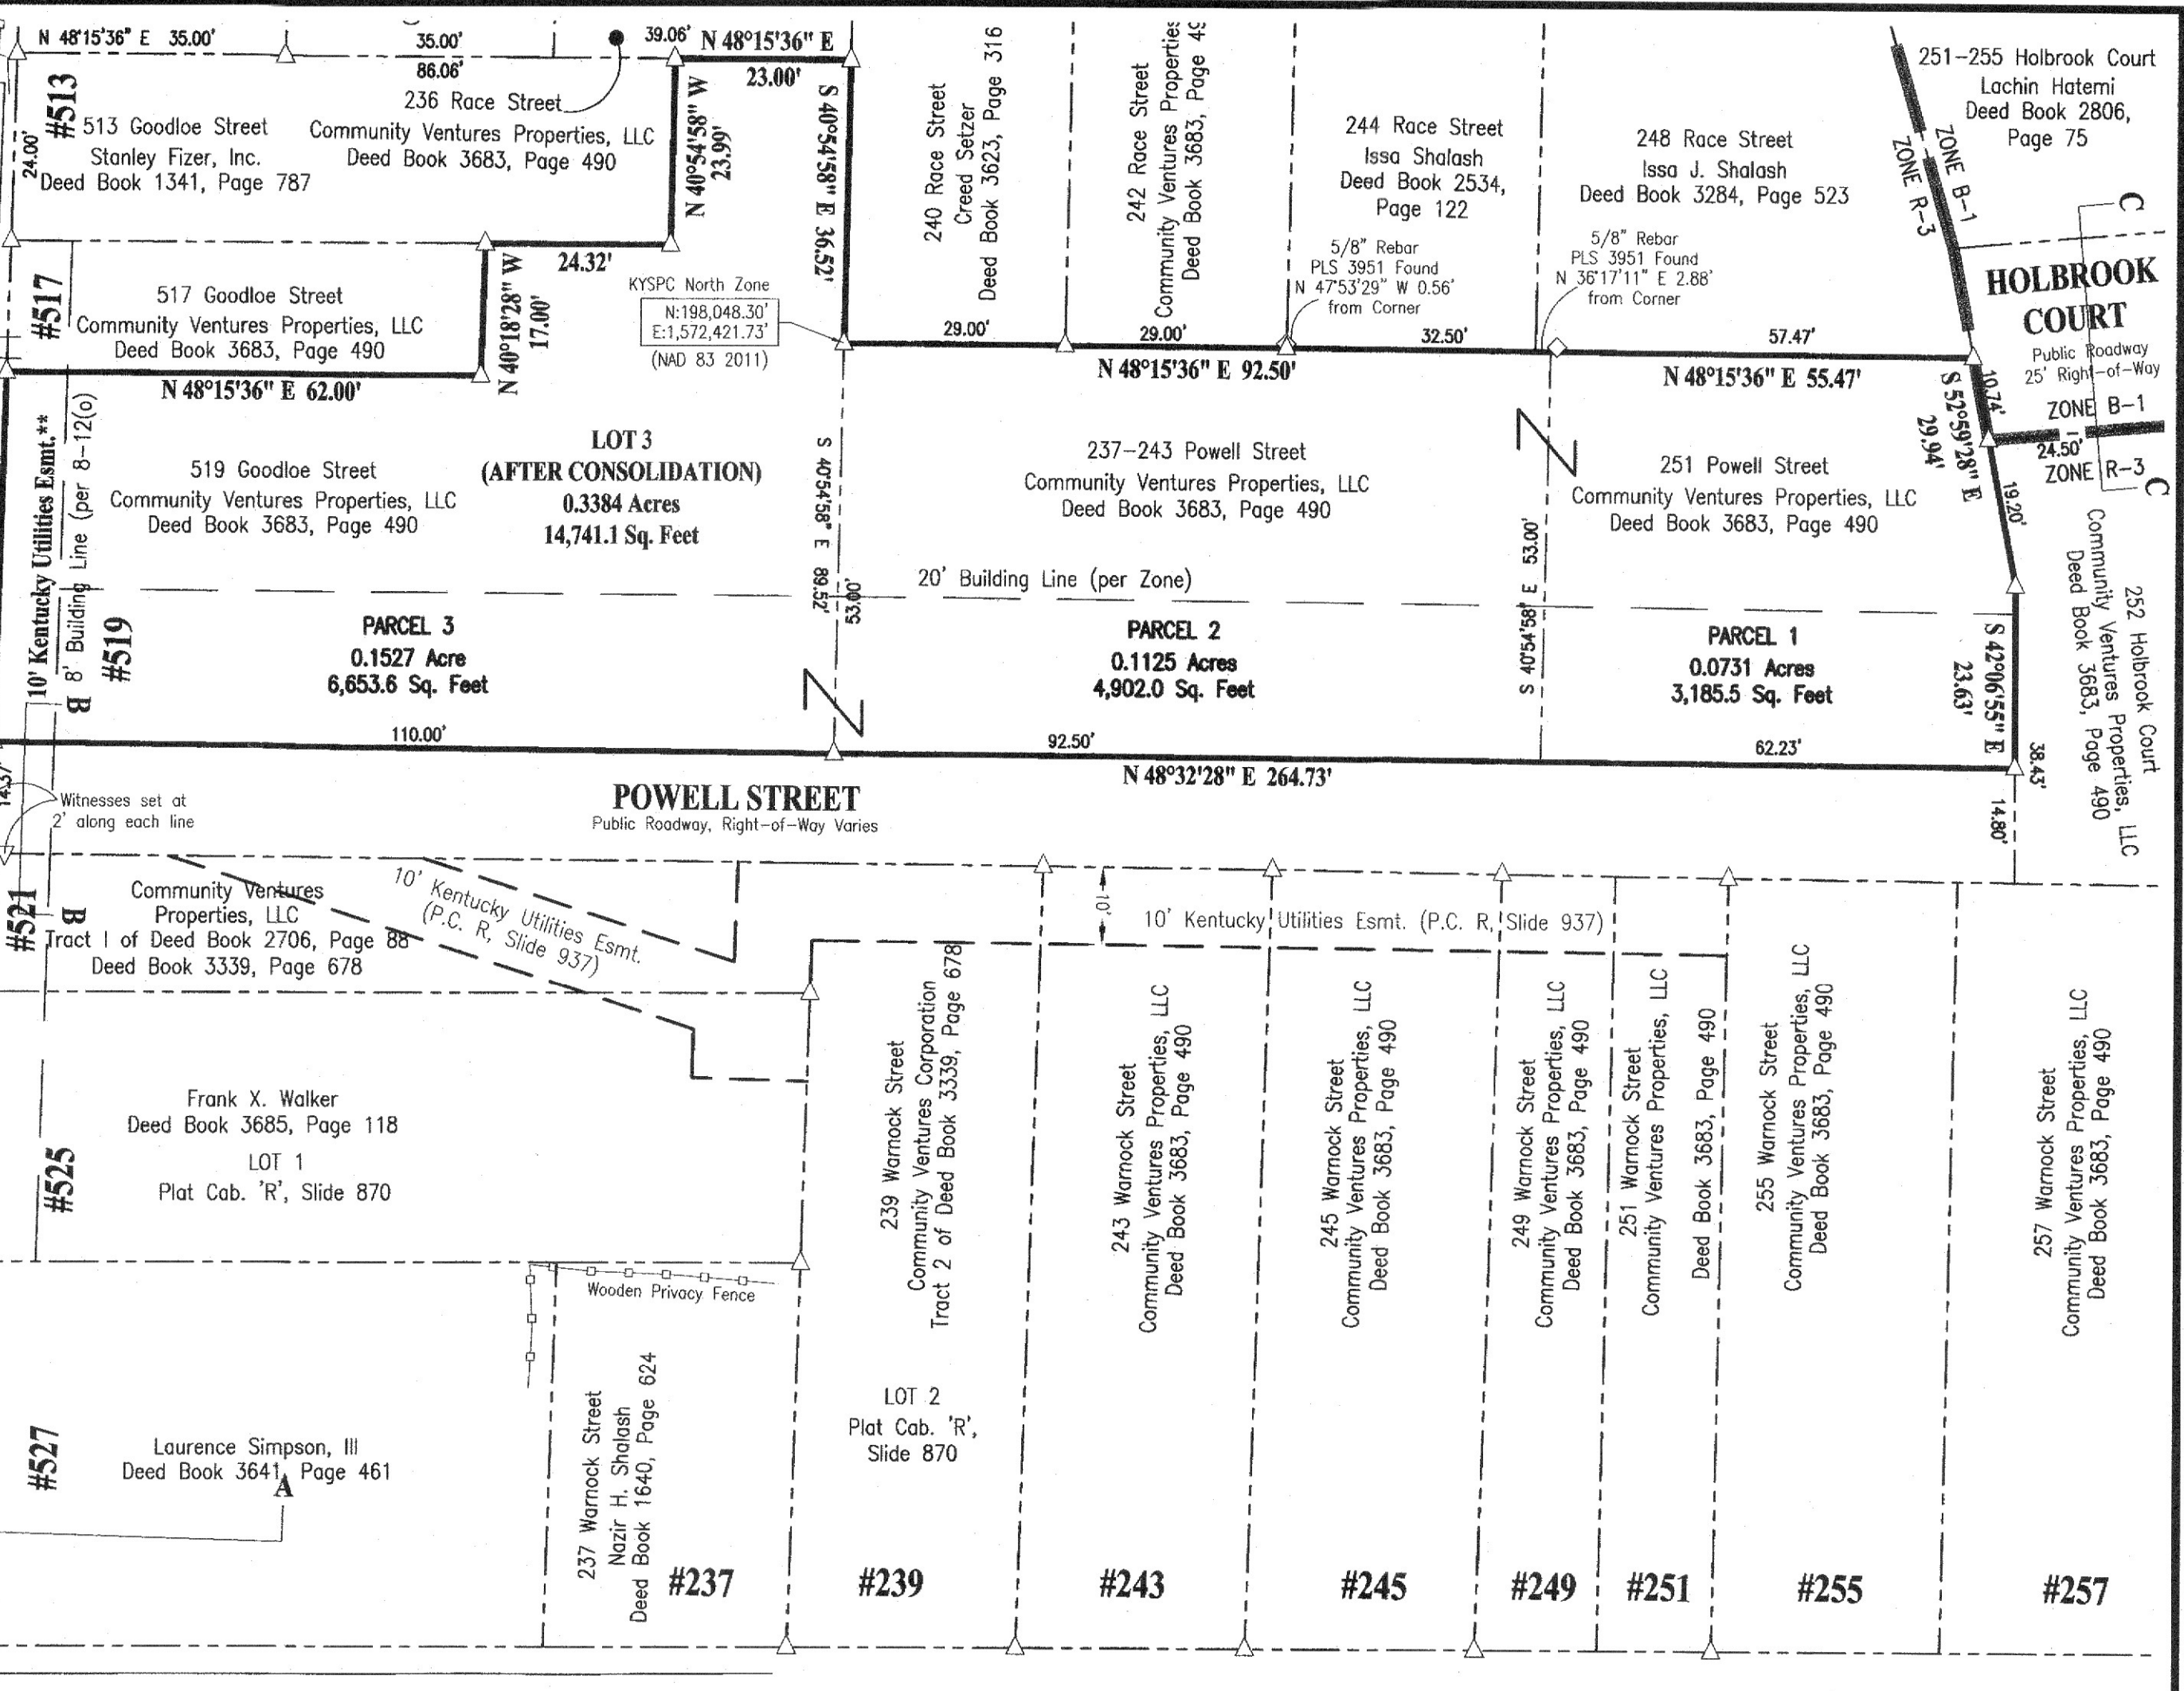 N 48°15'36" E 35.00'
35.00'
86.06'
39.06'
N 48°15'36" E
23.00'
#513
24.00'
513 Goodloe Street
Stanley Fizer, Inc.
Deed Book 1341, Page 787
236 Race Street
Community Ventures Properties, LLC
Deed Book 3683, Page 490
N 40°54'58" W
23.99'
S 40°54'58" E 36.52'
240 Race Street
Creed Setzer
Deed Book 3623, Page 316
242 Race Street
Community Ventures Properties
Deed Book 3683, Page 49
244 Race Street
Issa Shalash
Deed Book 2534,
Page 122
248 Race Street
Issa J. Shalash
Deed Book 3284, Page 523
ZONE B-1
ZONE R-3
251-255 Holbrook Court
Lachin Hatemi
Deed Book 2806,
Page 75
C
HOLBROOK
COURT
Public Roadway
25' Right-of-Way
ZONE B-1
24.50'
ZONE R-3
C
#517
517 Goodloe Street
Community Ventures Properties, LLC
Deed Book 3683, Page 490
24.32'
N 40°18'28" W
17.00'
KYSPC North Zone
N:198,048.30'
E:1,572,421.73'
(NAD 83 2011)
5/8" Rebar
PLS 3951 Found
N 47°53'29" W 0.56'
from Corner
5/8" Rebar
PLS 3951 Found
N 36°17'11" E 2.88'
from Corner
29.00'
29.00'
32.50'
57.47'
N 48°15'36" E 62.00'
N 48°15'36" E 92.50'
N 48°15'36" E 55.47'
10.74'
S 52°59'28" E
29.94'
19.20'
10' Kentucky Utilities Esmt.**
8' Building Line (per 8-12(o)
B
#519
519 Goodloe Street
Community Ventures Properties, LLC
Deed Book 3683, Page 490
LOT 3
(AFTER CONSOLIDATION)
0.3384 Acres
14,741.1 Sq. Feet
S 40°54'58" E 89.52'
53.00'
237-243 Powell Street
Community Ventures Properties, LLC
Deed Book 3683, Page 490
S 40°54'58" E 53.00'
251 Powell Street
Community Ventures Properties, LLC
Deed Book 3683, Page 490
20' Building Line (per Zone)
PARCEL 3
0.1527 Acre
6,653.6 Sq. Feet
PARCEL 2
0.1125 Acres
4,902.0 Sq. Feet
PARCEL 1
0.0731 Acres
3,185.5 Sq. Feet
S 42°06'55" E
23.63'
252 Holbrook Court
Community Ventures Properties, LLC
Deed Book 3683, Page 490
110.00'
92.50'
62.23'
N 48°32'28" E 264.73'
38.43'
14.80'
14.37'
Witnesses set at
2' along each line
POWELL STREET
Public Roadway, Right-of-Way Varies
#521
B
Community Ventures
Properties, LLC
Tract I of Deed Book 2706, Page 88
Deed Book 3339, Page 678
10' Kentucky Utilities Esmt.
(P.C. R, Slide 937)
10'
10' Kentucky Utilities Esmt. (P.C. R, Slide 937)
#525
Frank X. Walker
Deed Book 3685, Page 118
LOT 1
Plat Cab. 'R', Slide 870
Wooden Privacy Fence
#527
Laurence Simpson, III
Deed Book 3641, Page 461
A
237 Warnock Street
Nazir H. Shalash
Deed Book 1640, Page 624
239 Warnock Street
Community Ventures Corporation
Tract 2 of Deed Book 3339, Page 678
LOT 2
Plat Cab. 'R',
Slide 870
243 Warnock Street
Community Ventures Properties, LLC
Deed Book 3683, Page 490
245 Warnock Street
Community Ventures Properties, LLC
Deed Book 3683, Page 490
249 Warnock Street
Community Ventures Properties, LLC
Deed Book 3683, Page 490
251 Warnock Street
Community Ventures Properties, LLC
Deed Book 3683, Page 490
255 Warnock Street
Community Ventures Properties, LLC
Deed Book 3683, Page 490
257 Warnock Street
Community Ventures Properties, LLC
Deed Book 3683, Page 490
#237
#239
#243
#245
#249
#251
#255
#257